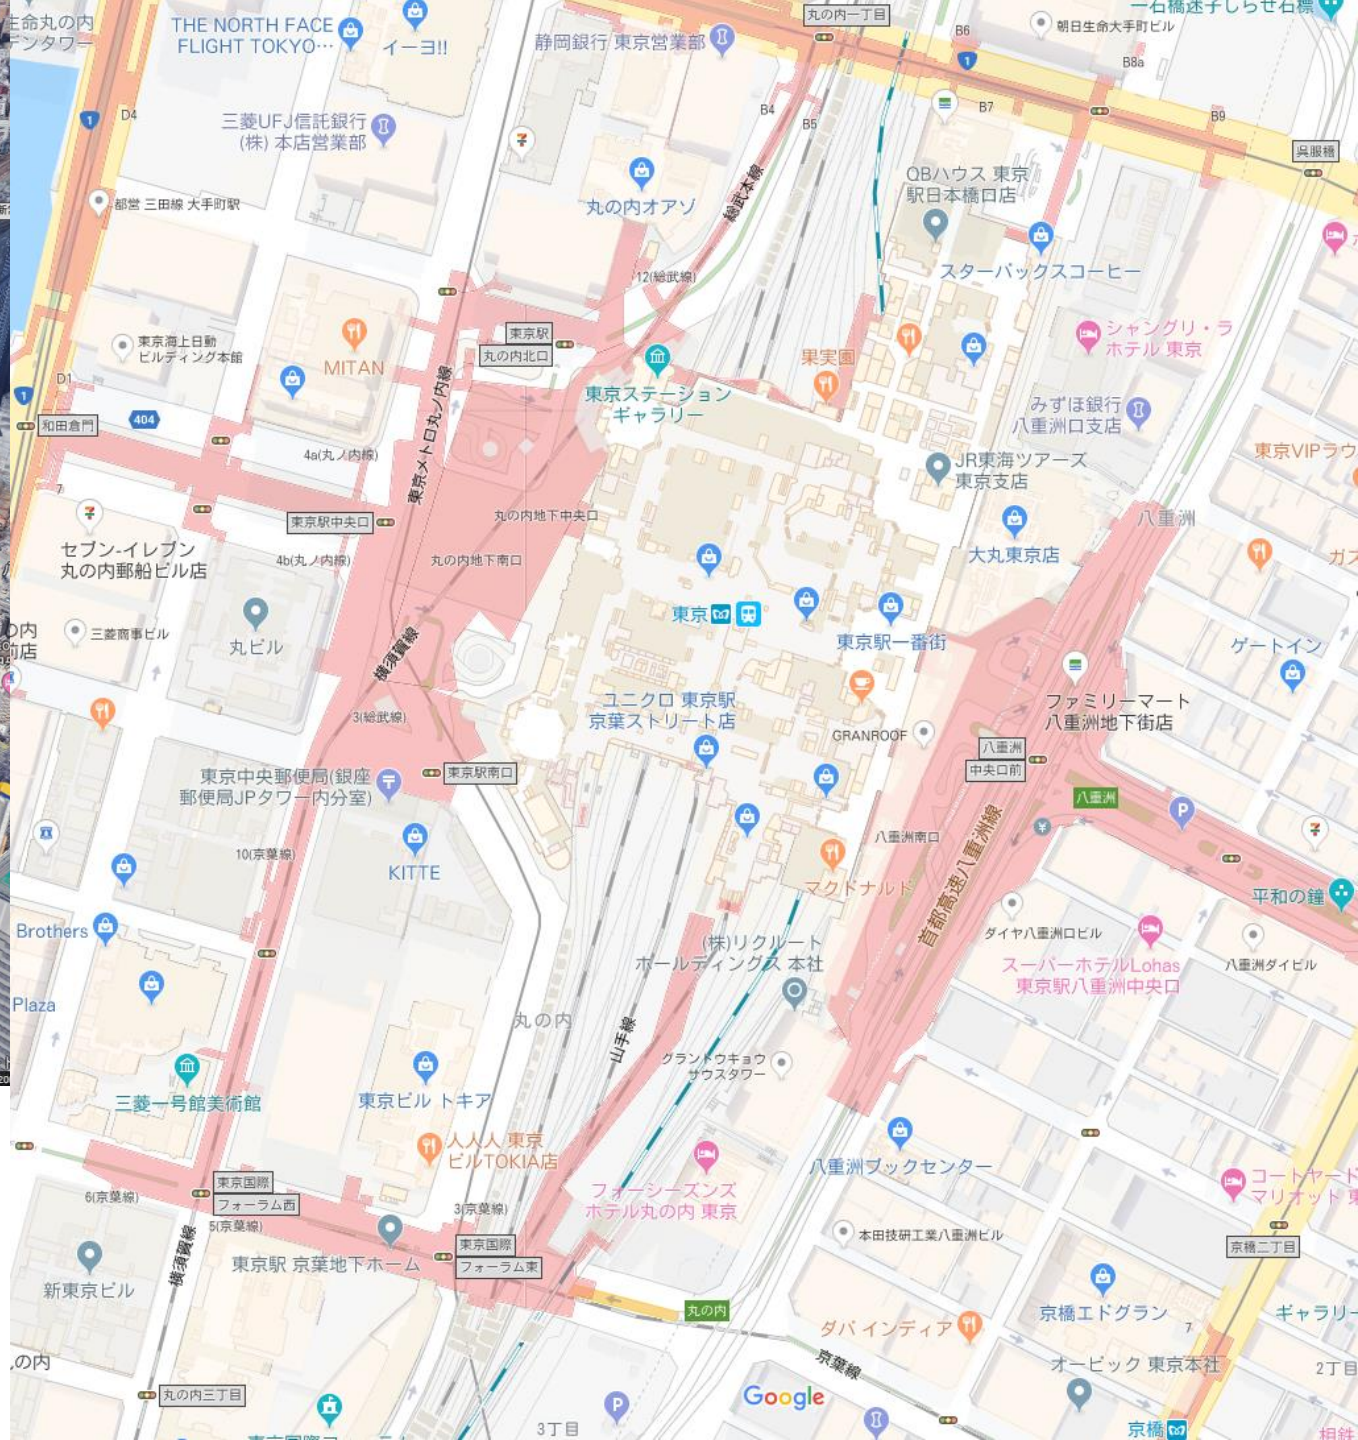 生命丸の内
デンタワー
THE NORTH FACE
FLIGHT TOKYO…
イーヨ!!
静岡銀行 東京営業部
丸の内一丁目
B6
1
朝日生命大手町ビル
一石橋迷子しらせ石標
B8a
1
D4
三菱UFJ信託銀行
(株) 本店営業部
B4
B5
B7
B9
呉服橋
都営 三田線 大手町駅
丸の内オアゾ
総武本線
QBハウス 東京
駅日本橋口店
スターバックスコーヒー
12(総武線)
東京海上日動
ビルディング本館
MITAN
東京駅
丸の内北口
東京ステーション
ギャラリー
果実園
シャングリ・ラ
ホテル 東京
D1
1
404
和田倉門
4a(丸ノ内線)
東京メトロ丸ノ内線
みずほ銀行
八重洲口支店
東京VIPラウ
JR東海ツアーズ
東京支店
7
東京駅中央口
丸の内地下中央口
八重洲
セブン-イレブン
丸の内郵船ビル店
4b(丸ノ内線)
丸の内地下南口
大丸東京店
ガス
の内
前店
三菱商事ビル
丸ビル
横須賀線
東京
東京駅一番街
ゲートイン
3(総武線)
ユニクロ 東京駅
京葉ストリート店
GRANROOF
ファミリーマート
八重洲地下街店
八重洲
中央口前
東京中央郵便局(銀座
郵便局JPタワー内分室)
東京駅南口
八重洲
P
10(京葉線)
KITTE
八重洲南口
首都高速八重洲線
マクドナルド
平和の鐘
Brothers
(株)リクルート
ホールディングス 本社
ダイヤ八重洲口ビル
スーパーホテルLohas
東京駅八重洲中央口
八重洲ダイビル
Plaza
丸の内
山手線
グラントウキョウ
サウスタワー
三菱一号館美術館
東京ビル トキア
人人人 東京
ビルTOKIA店
八重洲ブックセンター
フォーシーズンズ
ホテル丸の内 東京
コートヤード
マリオット 東
6(京葉線)
東京国際
フォーラム西
5(京葉線)
3(京葉線)
東京国際
フォーラム東
本田技研工業八重洲ビル
京橋二丁目
横須賀線
東京駅 京葉地下ホーム
新東京ビル
丸の内
京橋エドグラン
ギャラリー
ダバ インディア
7
の内
京葉線
オービック 東京本社
2丁目
丸の内三丁目
Google
P
3丁目
京橋
相鉄